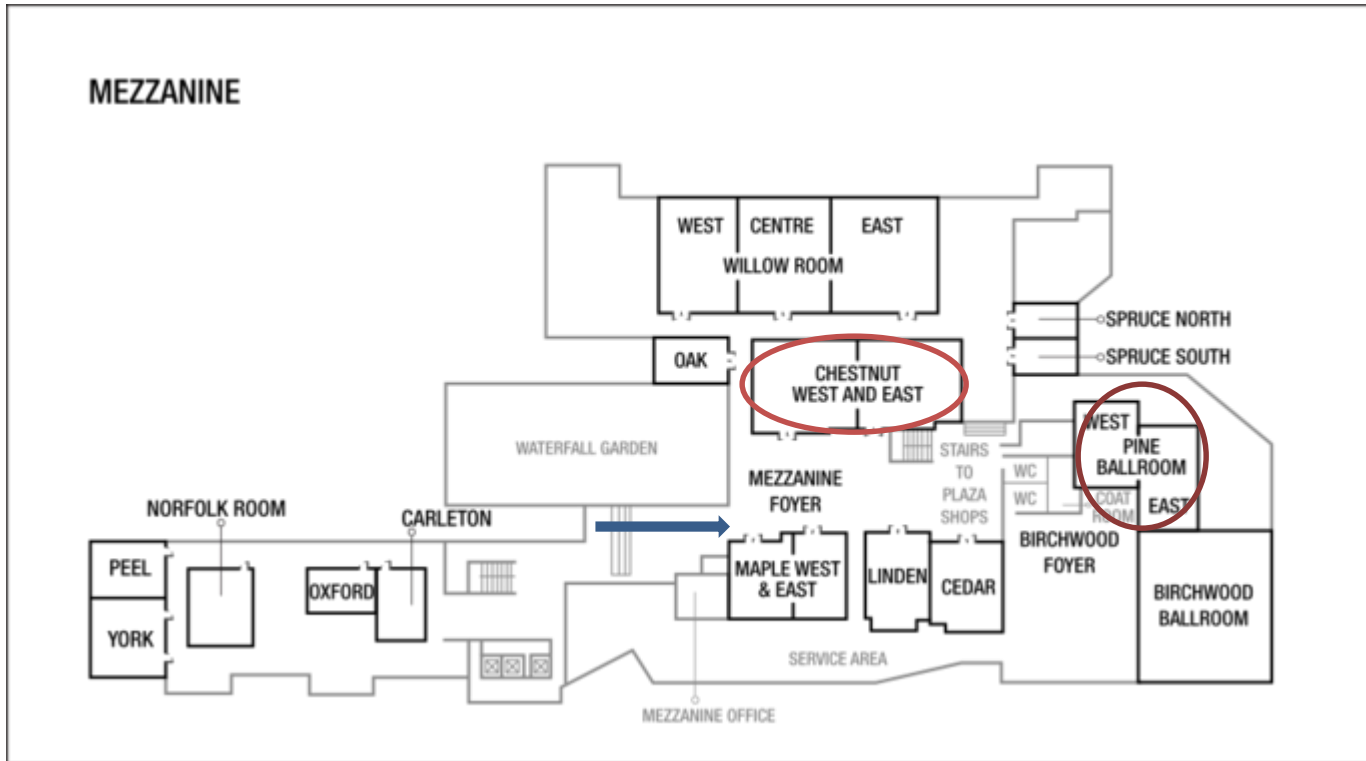 MEZZANINE
WEST
CENTRE
EAST
WILLOW ROOM
SPRUCE NORTH
SPRUCE SOUTH
OAK
CHESTNUT
WEST AND EAST
WEST
PINE
BALLROOM
EAST
WATERFALL GARDEN
STAIRS
TO
PLAZA
SHOPS
WC
WC
COAT
ROOM
MEZZANINE
FOYER
NORFOLK ROOM
CARLETON
BIRCHWOOD
FOYER
PEEL
YORK
OXFORD
MAPLE WEST
& EAST
LINDEN
CEDAR
BIRCHWOOD
BALLROOM
SERVICE AREA
MEZZANINE OFFICE